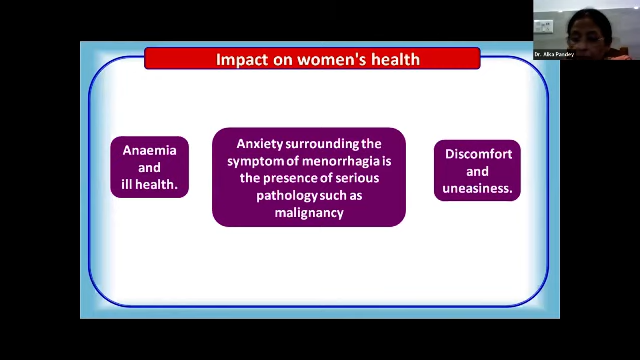 Impact on women's health
Anaemia
and
ill health.
Anxiety surrounding the
symptom of menorrhagia is
the presence of serious
pathology such as
malignancy
Discomfort
and
uneasiness.
Dr. Alka Pandey